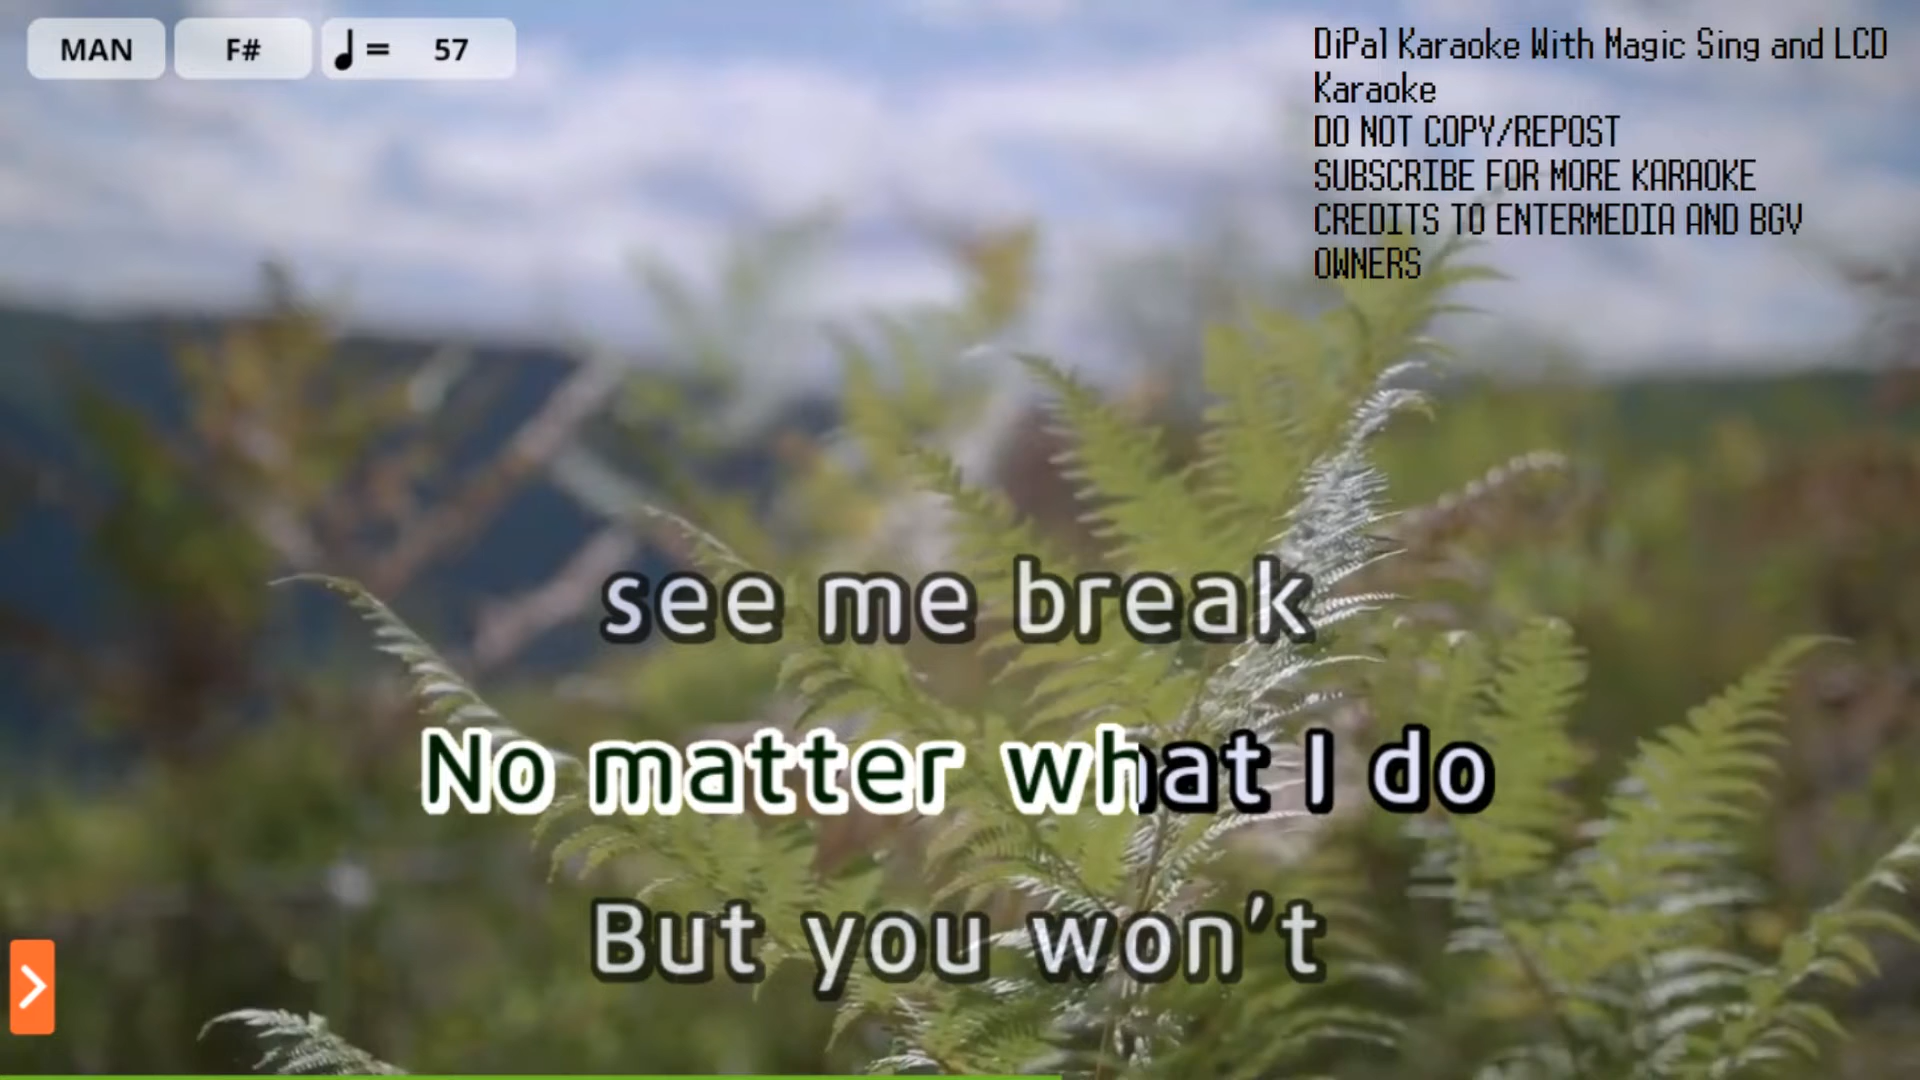 MAN F# ♩= 57
DiPal Karaoke With Magic Sing and LCD
Karaoke
DO NOT COPY/REPOST
SUBSCRIBE FOR MORE KARAOKE
CREDITS TO ENTERMEDIA AND BGV
OWNERS
see me break
No matter what I do
But you won't